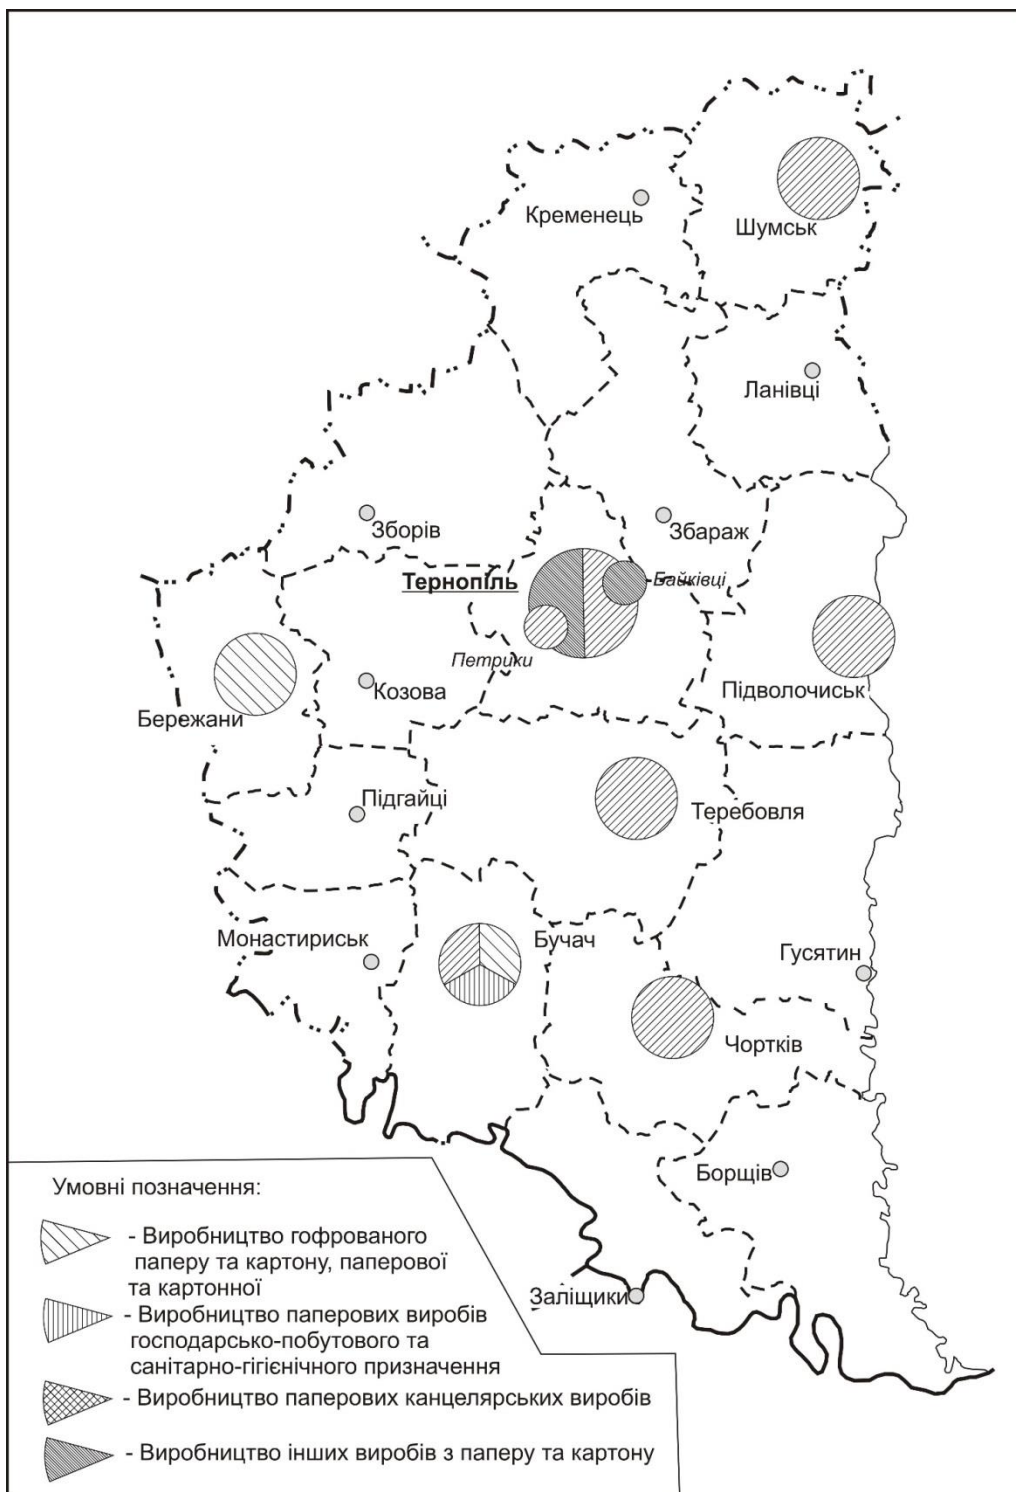 Кременець
Шумськ
Ланівці
Зборів
Збараж
Тернопіль
Байківці
Петрики
Козова
Підволочиськ
Бережани
Підгайці
Теребовля
Монастириськ
Бучач
Гусятин
Чортків
Борщів
Заліщики
Умовні позначення:
- Виробництво гофрованого
паперу та картону, паперової
та картонної
- Виробництво паперових виробів
господарсько-побутового та
санітарно-гігієнічного призначення
- Виробництво паперових канцелярських виробів
- Виробництво інших виробів з паперу та картону